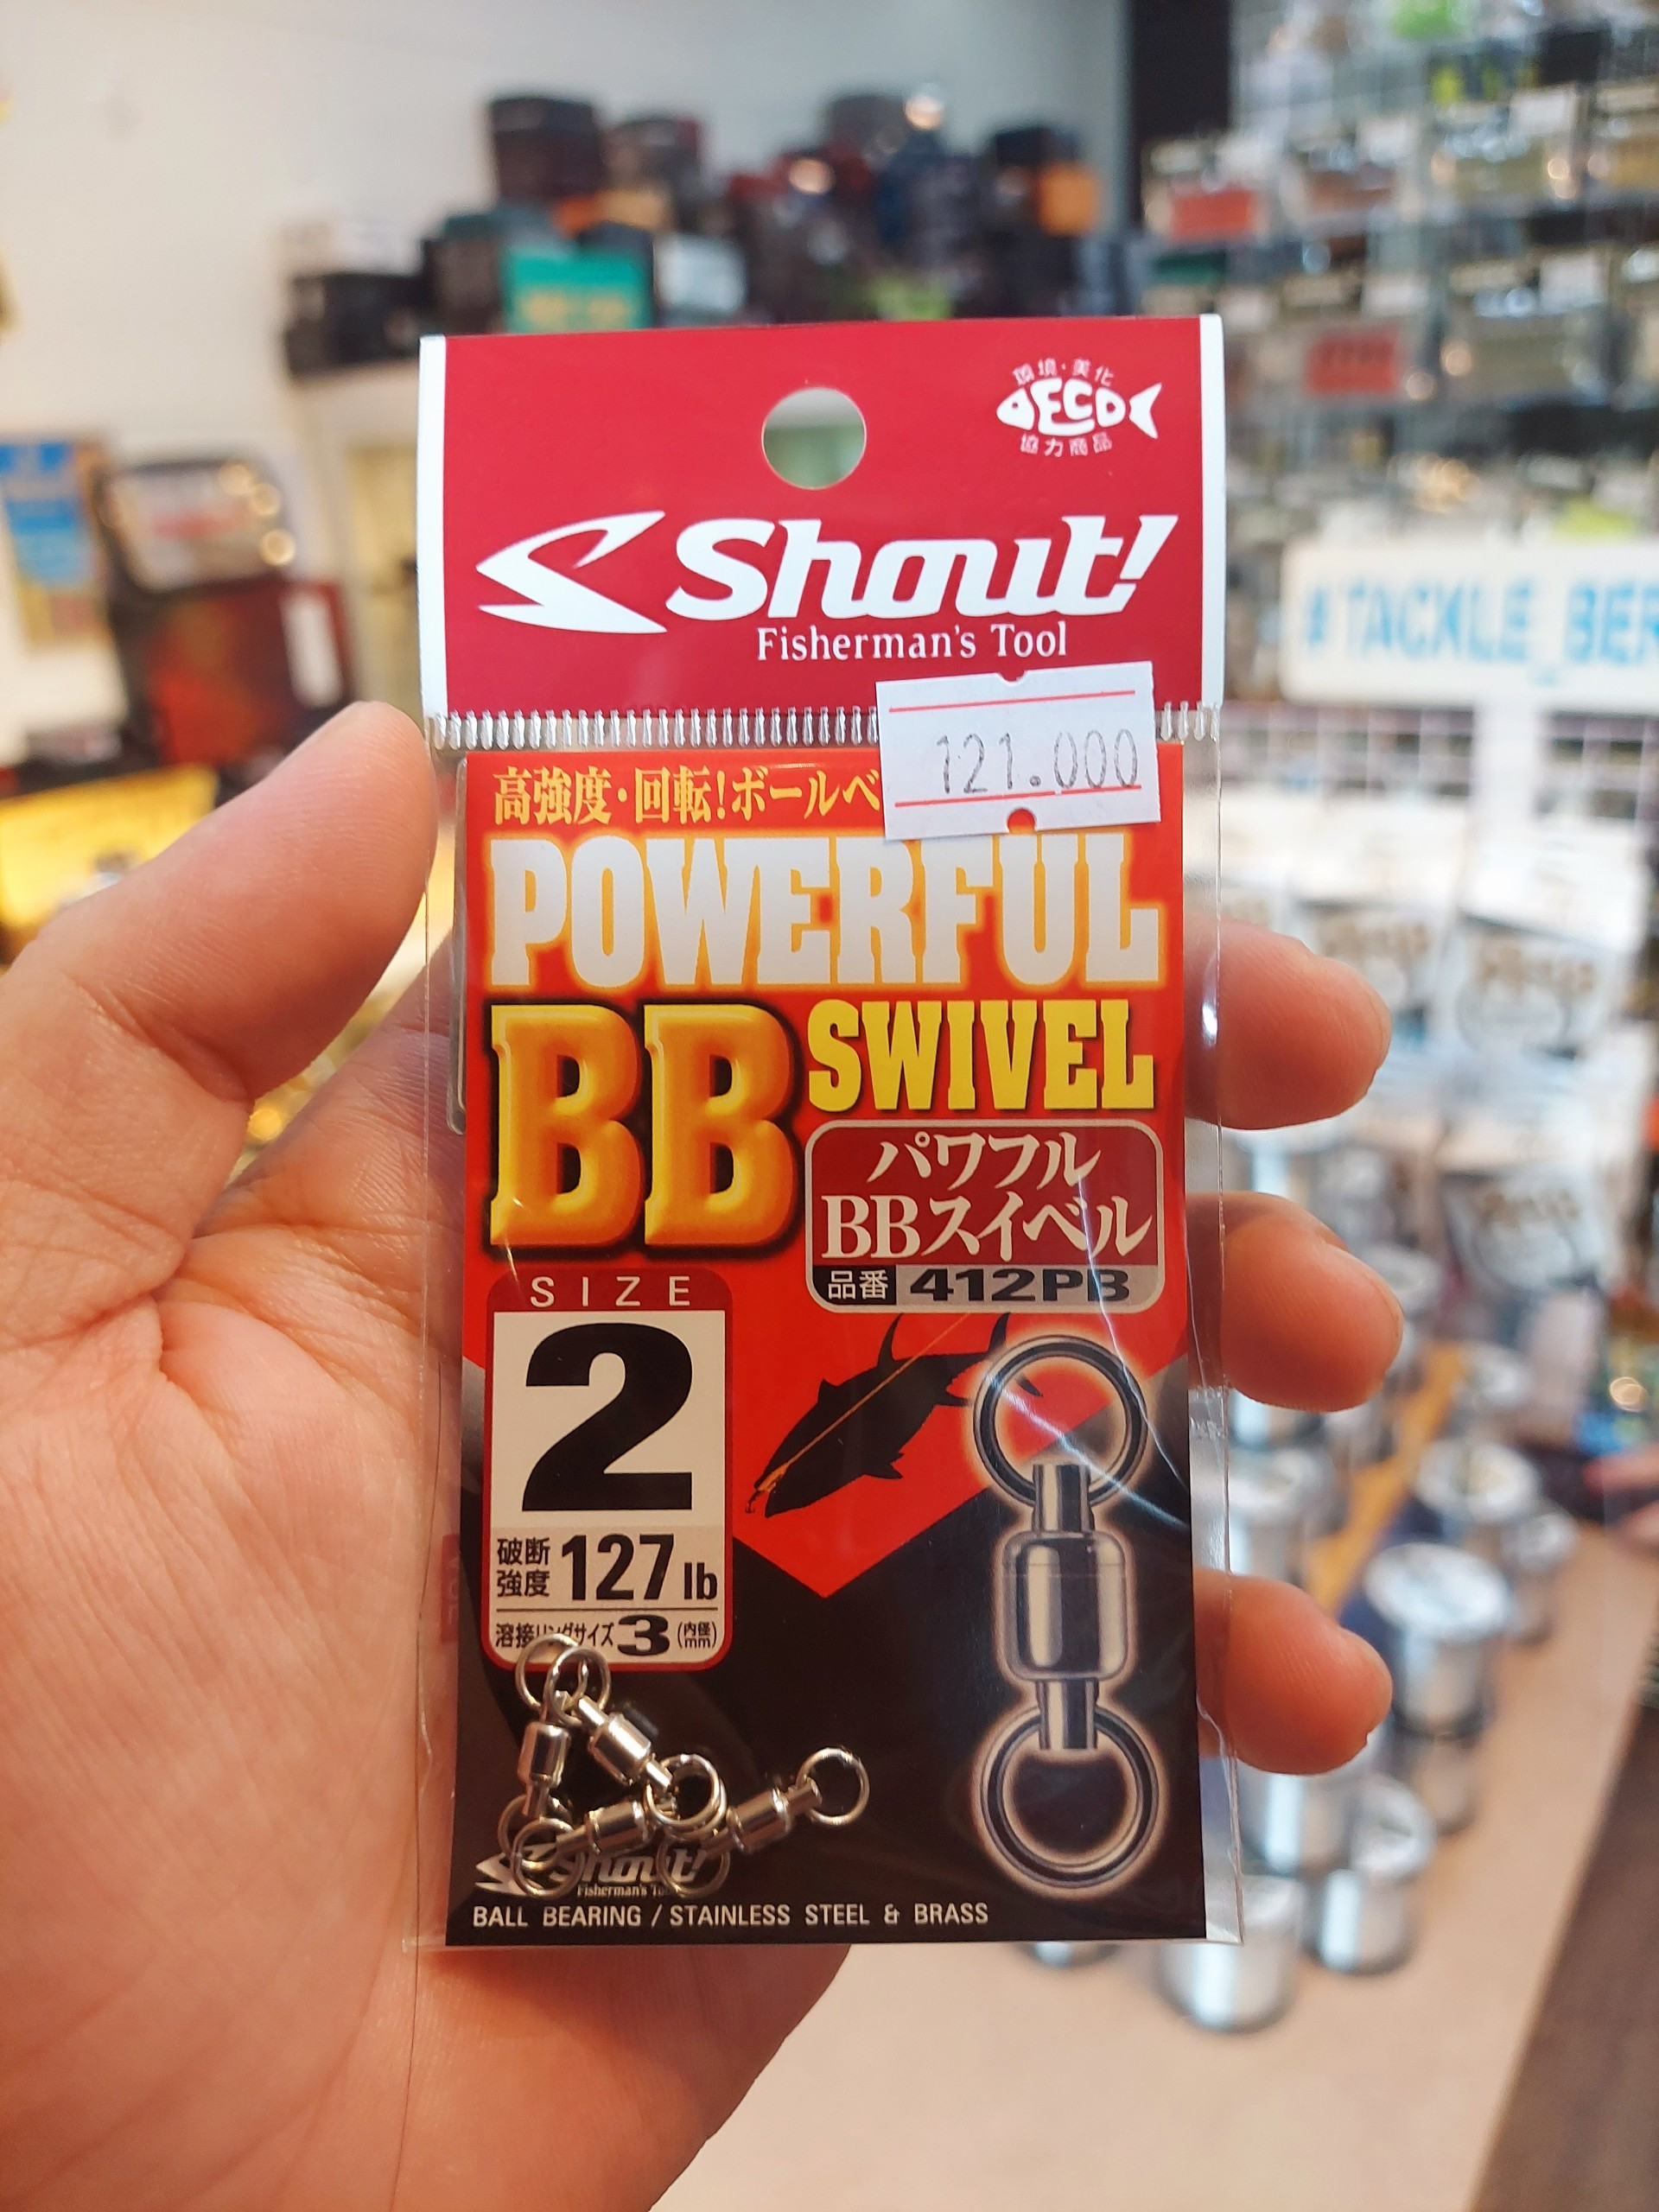 環境・美化
ECO
協力商品
Shout!
Fisherman's Tool
121.000
高強度・回転!ボールベ
POWERFUL
BB SWIVEL
パワフル
BBスイベル
品番 412PB
SIZE
2
破断強度 127 lb
溶接リングサイズ 3 (内径mm)
Shout!
Fisherman's
BALL BEARING / STAINLESS STEEL & BRASS
#TACKLE_BER